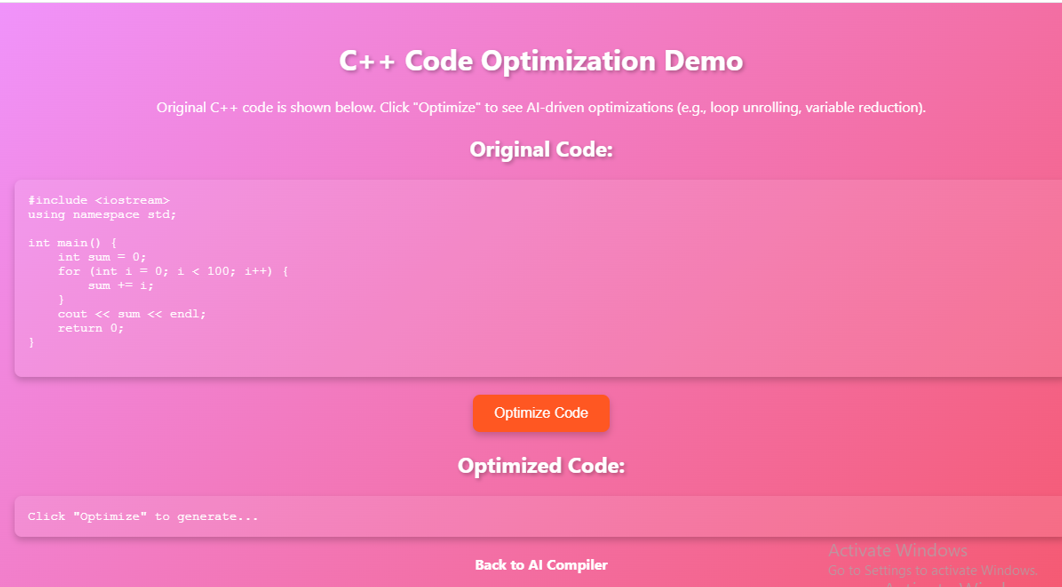 C++ Code Optimization Demo
Original C++ code is shown below. Click "Optimize" to see AI-driven optimizations (e.g., loop unrolling, variable reduction).
Original Code:
#include <iostream>
using namespace std;
int main() {
    int sum = 0;
    for (int i = 0; i < 100; i++) {
        sum += i;
    }
    cout << sum << endl;
    return 0;
}
Optimize Code
Optimized Code:
Click "Optimize" to generate...
Activate Windows
Go to Settings to activate Windows.
Back to AI Compiler